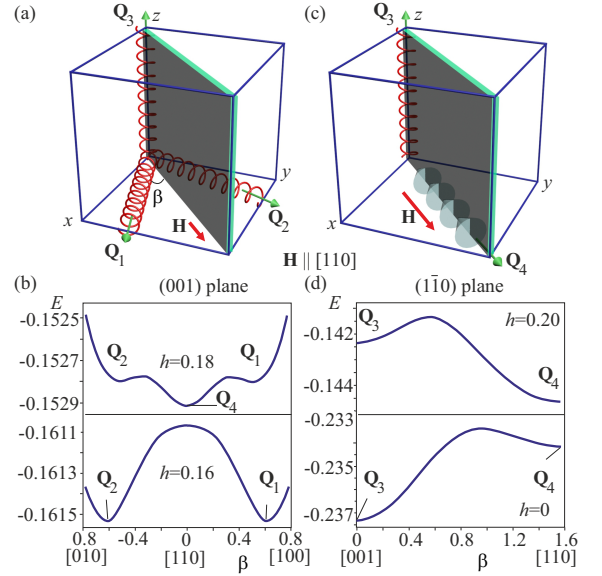 (a)
Q3
z
y
x
β
H
Q1
Q2
(c)
Q3
z
y
x
H
Q4
H ∥ [110]
(b)
(001) plane
E
-0.1525
-0.1527
-0.1529
-0.1611
-0.1613
-0.1615
Q2
h=0.18
Q1
Q4
Q2
h=0.16
Q1
0.8
-0.4
0
0.4
0.8
[010]
[110]
β
[100]
(d)
(11̄0) plane
E
-0.142
-0.144
-0.233
-0.235
-0.237
Q3
h=0.20
Q4
Q3
Q4
h=0
0
0.4
0.8
1.2
1.6
[001]
β
[110]